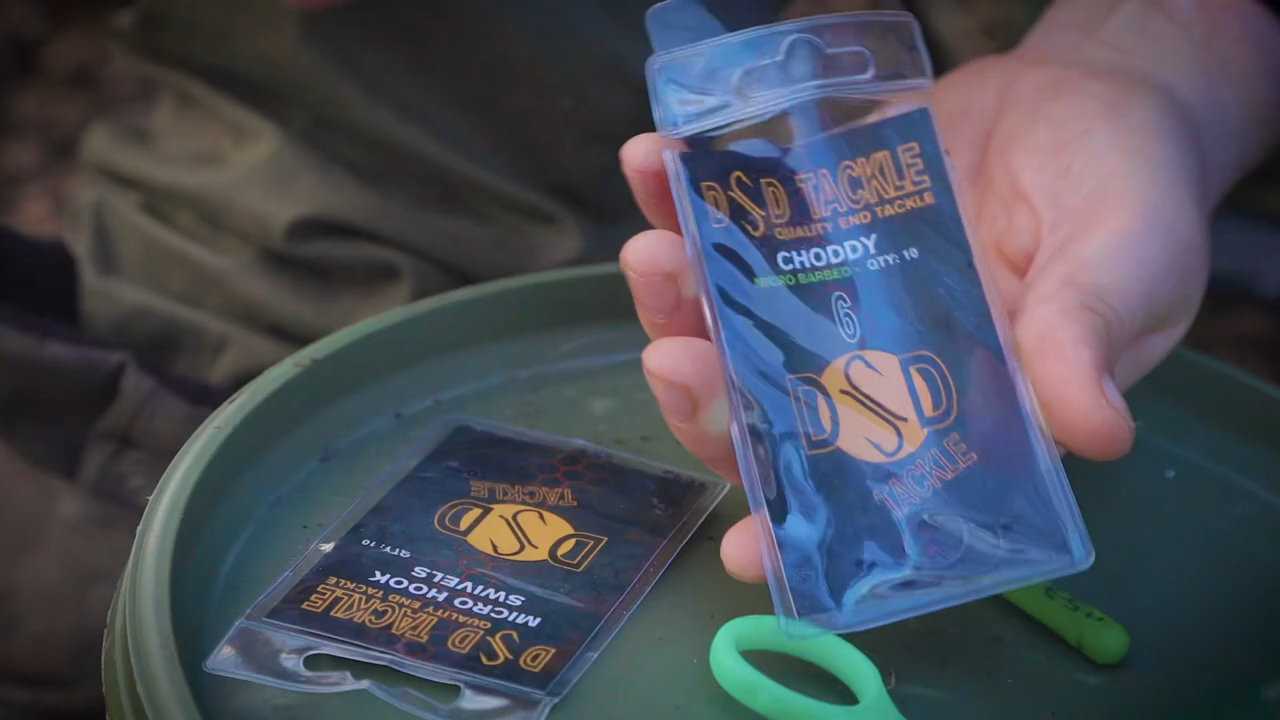 DSD TACKLE
QUALITY END TACKLE
CHODDY
MICRO BARBED - QTY: 10
6
DSD
TACKLE
DSD TACKLE
QUALITY END TACKLE
MICRO HOOK
SWIVELS
QTY: 10
DSD
TACKLE